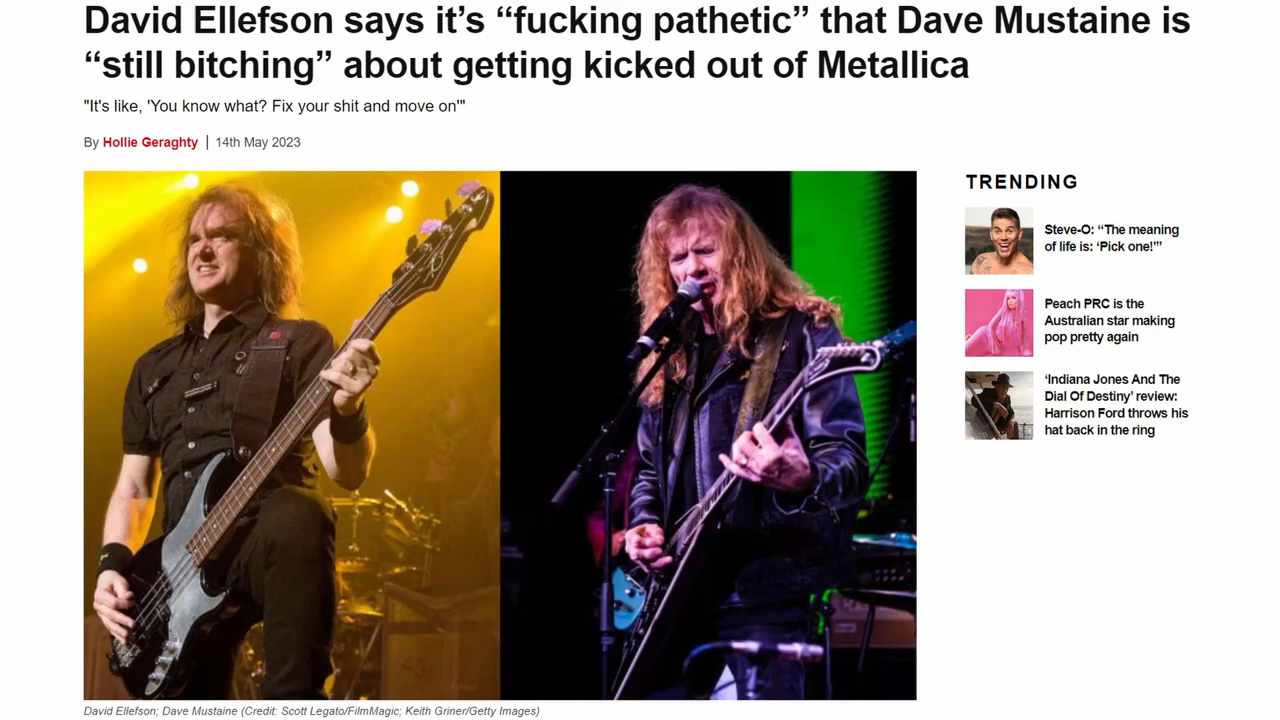 David Ellefson says it’s “fucking pathetic” that Dave Mustaine is
“still bitching” about getting kicked out of Metallica
"It's like, 'You know what? Fix your shit and move on'"
By Hollie Geraghty | 14th May 2023
TRENDING
Steve-O: “The meaning
of life is: ‘Pick one!’”
Peach PRC is the
Australian star making
pop pretty again
‘Indiana Jones And The
Dial Of Destiny’ review:
Harrison Ford throws his
hat back in the ring
David Ellefson; Dave Mustaine (Credit: Scott Legato/FilmMagic; Keith Griner/Getty Images)